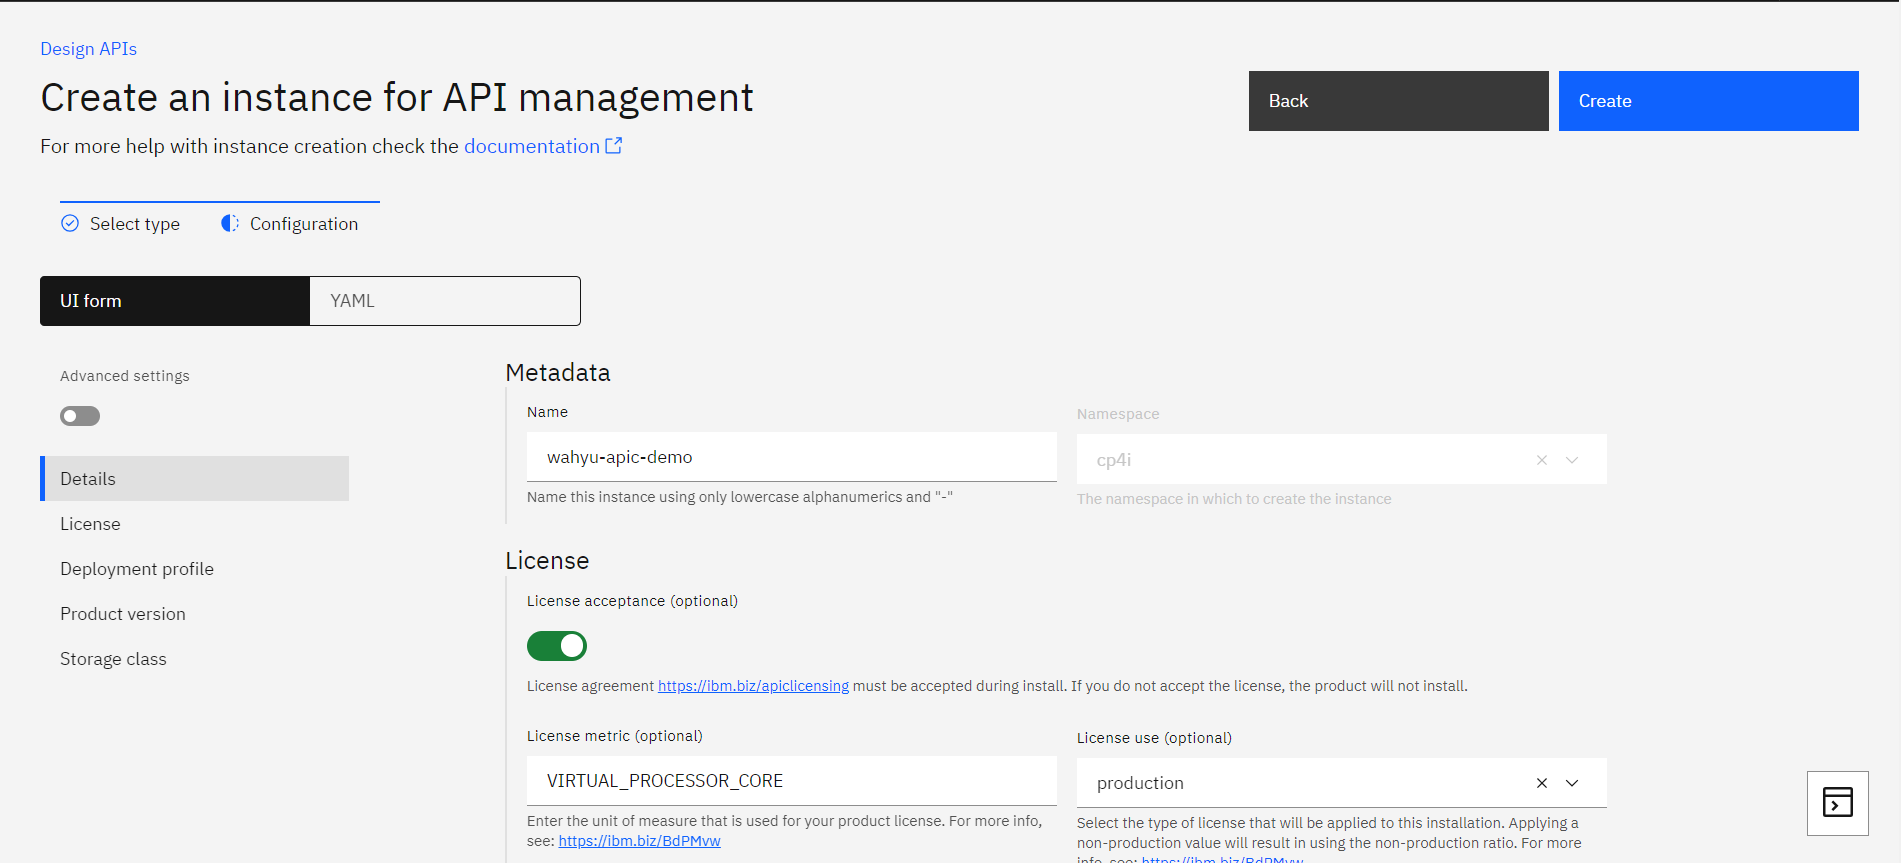 Design APIs
Create an instance for API management
Back
Create
For more help with instance creation check the documentation
Select type
Configuration
UI form
YAML
Advanced settings
Details
License
Deployment profile
Product version
Storage class
Metadata
Name
wahyu-apic-demo
Name this instance using only lowercase alphanumerics and "-"
Namespace
cp4i
The namespace in which to create the instance
License
License acceptance (optional)
License agreement https://ibm.biz/apiclicensing must be accepted during install. If you do not accept the license, the product will not install.
License metric (optional)
VIRTUAL_PROCESSOR_CORE
Enter the unit of measure that is used for your product license. For more info,
see: https://ibm.biz/BdPMvw
License use (optional)
production
Select the type of license that will be applied to this installation. Applying a
non-production value will result in using the non-production ratio. For more
info, see: https://ibm.biz/BdPMvw